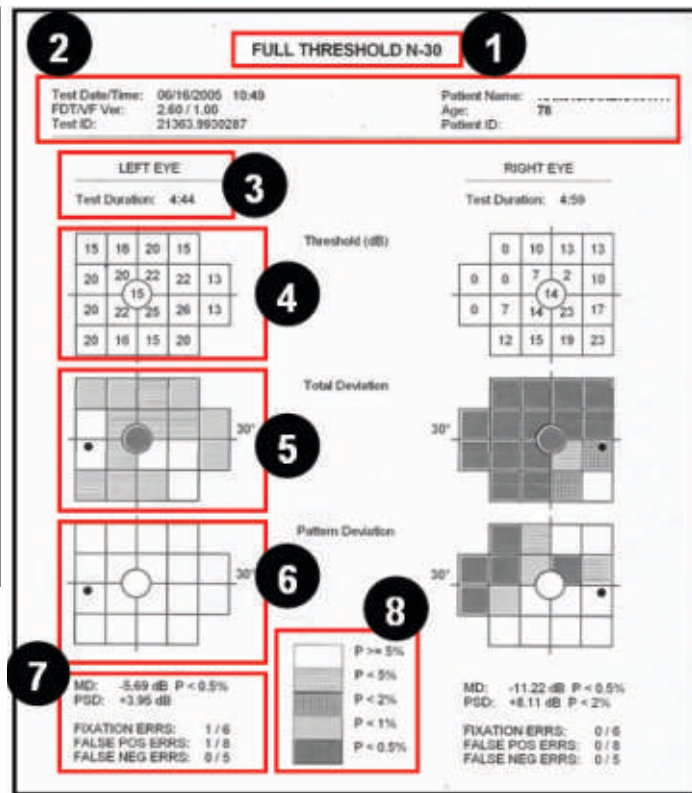 2
1
FULL THRESHOLD N-30
Test Date/Time: 06/16/2005 10:49
FDT/VF Ver: 2.60 / 1.00
Test ID: 21363.9930287
Patient Name:
Age: 78
Patient ID:
LEFT EYE
Test Duration: 4:44
3
RIGHT EYE
Test Duration: 4:59
Threshold (dB)
15 16 20 15
20 20 22 22 13
15
20 22 25 26 13
20 16 15 20
4
0 10 13 13
0 0 7 2 10
14
0 7 14 23 17
12 15 19 23
Total Deviation
30°
5
30°
Pattern Deviation
30°
6
30°
8
P >= 5%
P < 5%
P < 2%
P < 1%
P < 0.5%
7
MD: -5.69 dB P < 0.5%
PSD: +3.95 dB
FIXATION ERRS: 1 / 6
FALSE POS ERRS: 1 / 8
FALSE NEG ERRS: 0 / 5
MD: -11.22 dB P < 0.5%
PSD: +8.11 dB P < 2%
FIXATION ERRS: 0 / 6
FALSE POS ERRS: 0 / 8
FALSE NEG ERRS: 0 / 5